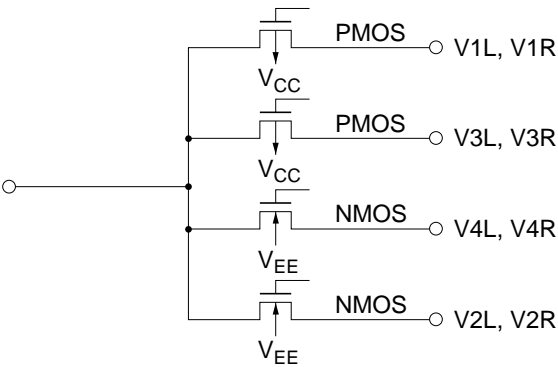 PMOS
V1L, V1R
VCC
PMOS
V3L, V3R
VCC
NMOS
V4L, V4R
VEE
NMOS
V2L, V2R
VEE